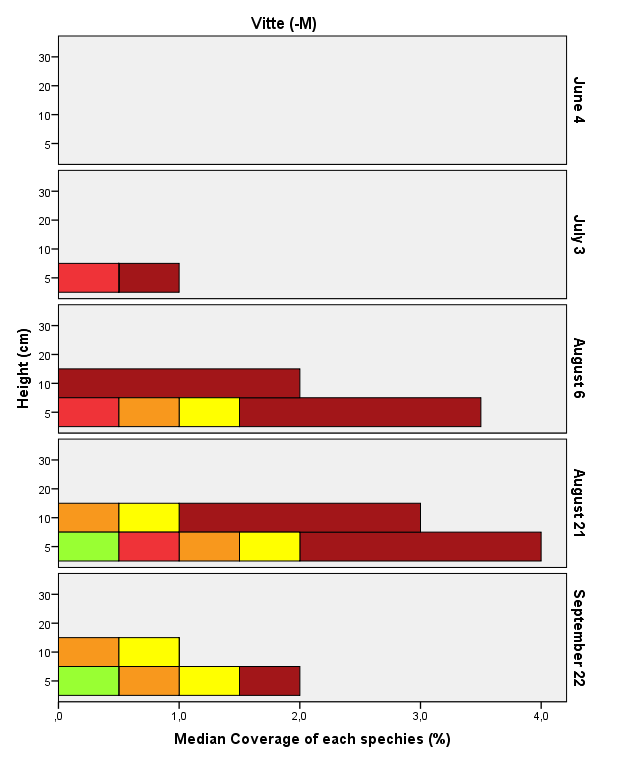 Vitte (-M)
30
20
10
5
June 4
30
20
10
5
July 3
30
20
10
5
August 6
30
20
10
5
August 21
30
20
10
5
September 22
Height (cm)
,0 1,0 2,0 3,0 4,0
Median Coverage of each spechies (%)